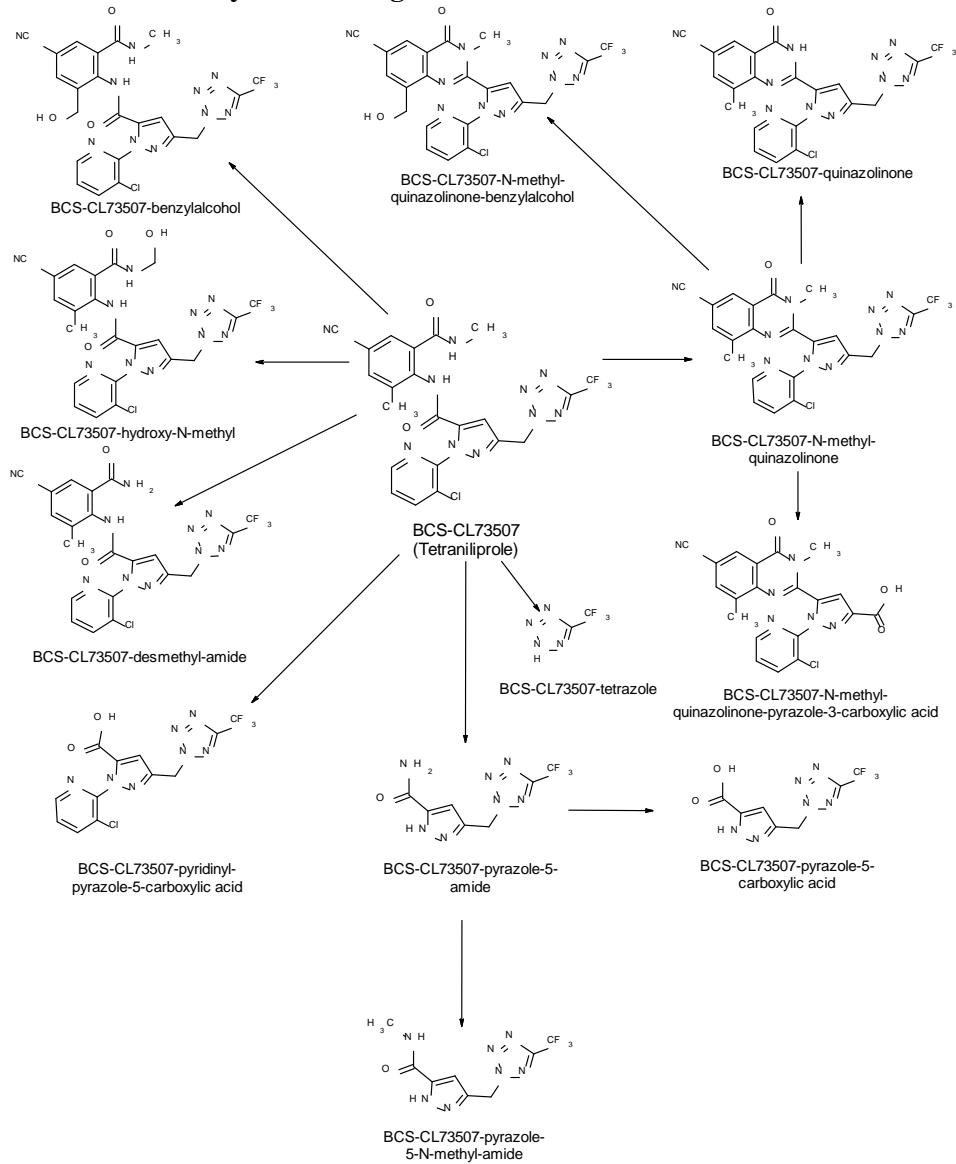 BCS-CL73507-benzylalcohol
BCS-CL73507-N-methyl-
quinazolinone-benzylalcohol
BCS-CL73507-quinazolinone
BCS-CL73507-hydroxy-N-methyl
BCS-CL73507
(Tetraniliprole)
BCS-CL73507-N-methyl-
quinazolinone
BCS-CL73507-desmethyl-amide
BCS-CL73507-tetrazole
BCS-CL73507-N-methyl-
quinazolinone-pyrazole-3-carboxylic acid
BCS-CL73507-pyridinyl-
pyrazole-5-carboxylic acid
BCS-CL73507-pyrazole-5-
amide
BCS-CL73507-pyrazole-5-
carboxylic acid
BCS-CL73507-pyrazole-
5-N-methyl-amide